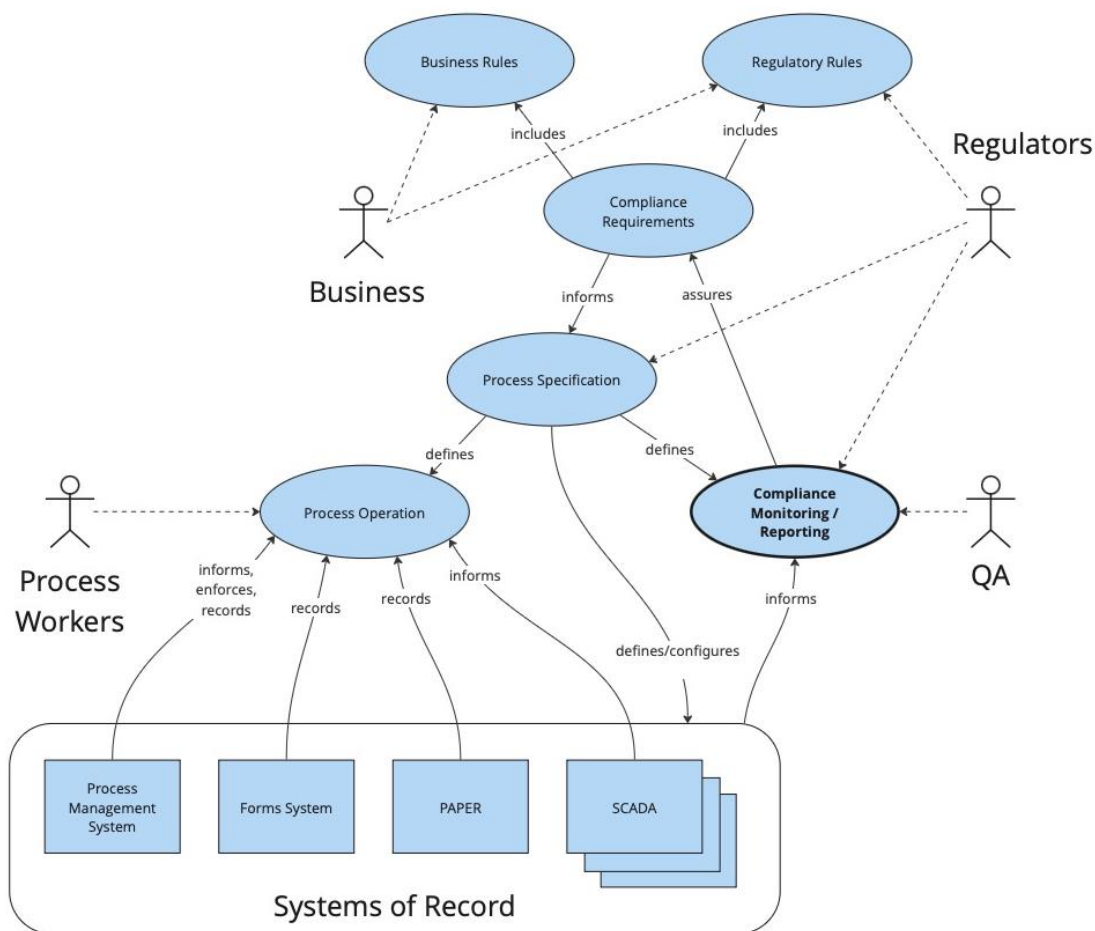 Business Rules
Regulatory Rules
includes
includes
Regulators
Compliance
Requirements
Business
informs
assures
Process Specification
defines
defines
Process Operation
Compliance
Monitoring /
Reporting
Process
Workers
QA
informs,
enforces,
records
records
records
informs
informs
defines/configures
Process
Management
System
Forms System
PAPER
SCADA
Systems of Record